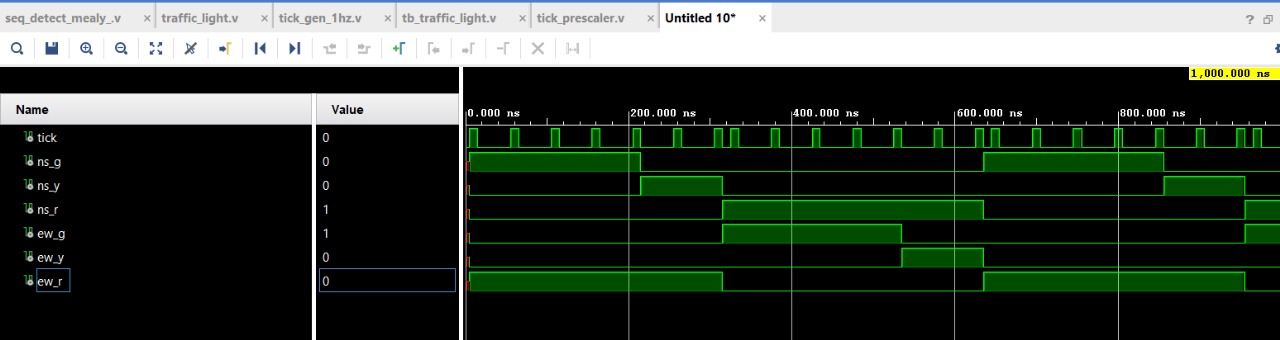 seq_detect_mealy_.v × traffic_light.v × tick_gen_1hz.v × tb_traffic_light.v × tick_prescaler.v × Untitled 10* ×
?
1,000.000 ns
Name Value 0.000 ns 200.000 ns 400.000 ns 600.000 ns 800.000 ns
tick 0
ns_g 0
ns_y 0
ns_r 1
ew_g 1
ew_y 0
ew_r 0